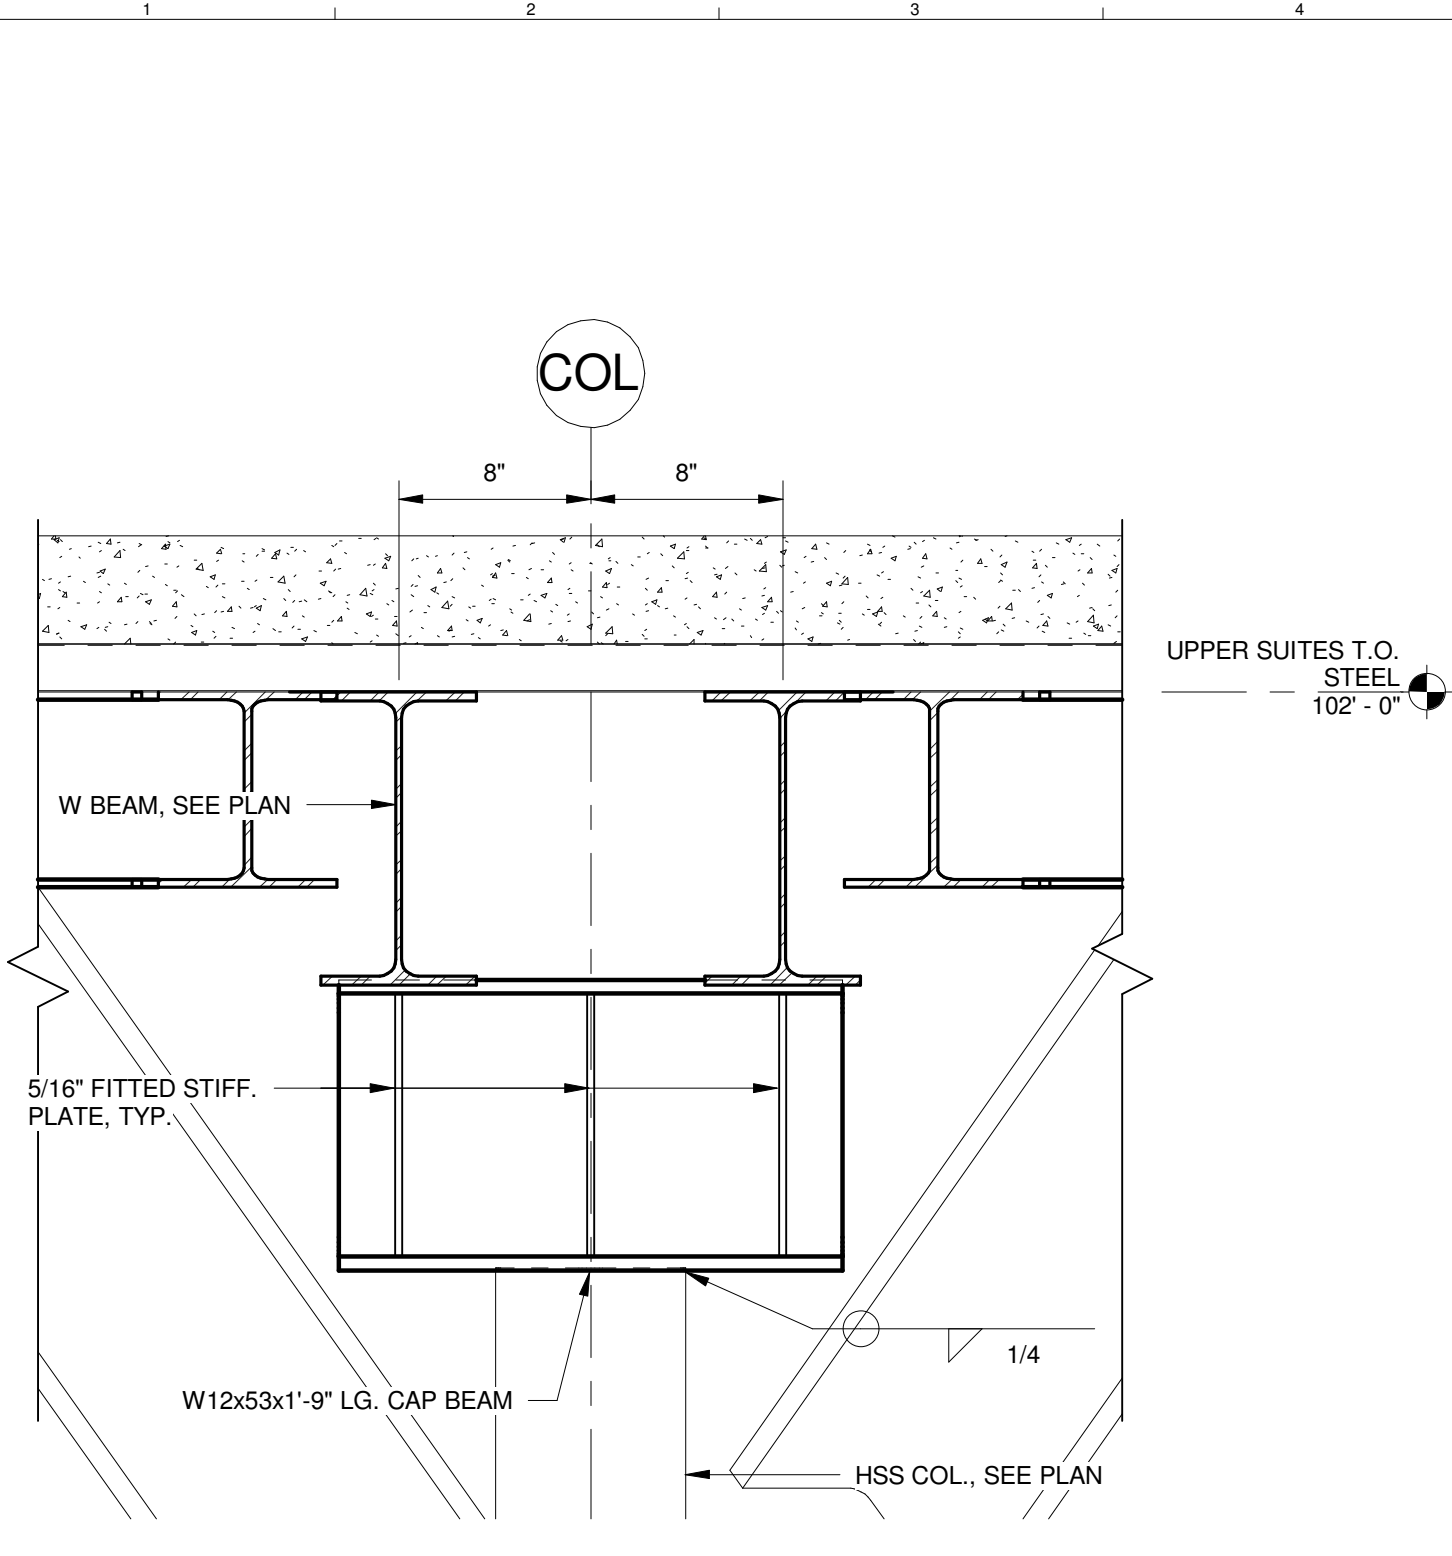 1 2 3 4
COL
8" 8"
UPPER SUITES T.O.
STEEL
102' - 0"
W BEAM, SEE PLAN
5/16" FITTED STIFF.
PLATE, TYP.
1/4
W12x53x1'-9" LG. CAP BEAM
HSS COL., SEE PLAN